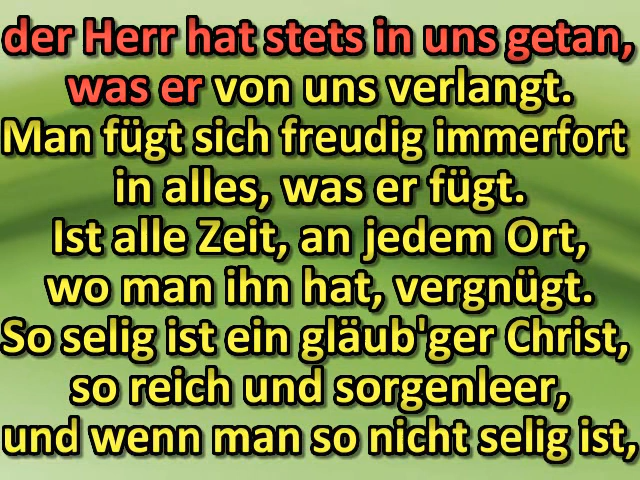 der Herr hat stets in uns getan,
was er von uns verlangt.
Man fügt sich freudig immerfort
in alles, was er fügt.
Ist alle Zeit, an jedem Ort,
wo man ihn hat, vergnügt.
So selig ist ein gläub'ger Christ,
so reich und sorgenleer,
und wenn man so nicht selig ist,